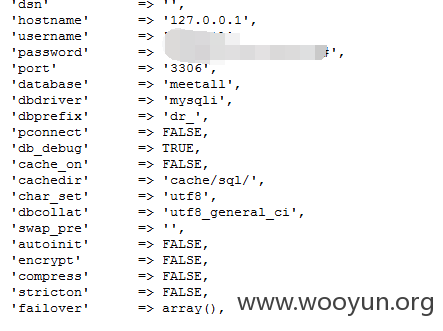 'dsn' => '',
'hostname' => '127.0.0.1',
'username' => '
'password' => #',
'port' => '3306',
'database' => 'meetall',
'dbdriver' => 'mysqli',
'dbprefix' => 'dr_',
'pconnect' => FALSE,
'db_debug' => TRUE,
'cache_on' => FALSE,
'cachedir' => 'cache/sql/',
'char_set' => 'utf8',
'dbcollat' => 'utf8_general_ci',
'swap_pre' => '',
'autoinit' => FALSE,
'encrypt' => FALSE,
'compress' => FALSE,
'stricton' => FALSE,
'failover' => array(),
www.wooyun.org